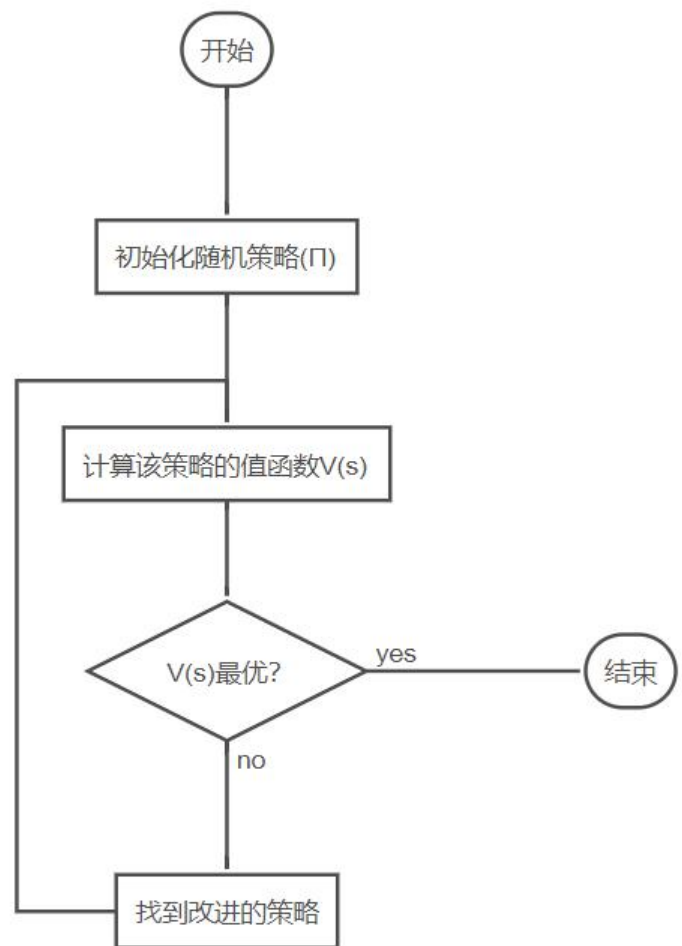 开始
初始化随机策略(Π)
计算该策略的值函数V(s)
V(s)最优?
yes
结束
no
找到改进的策略